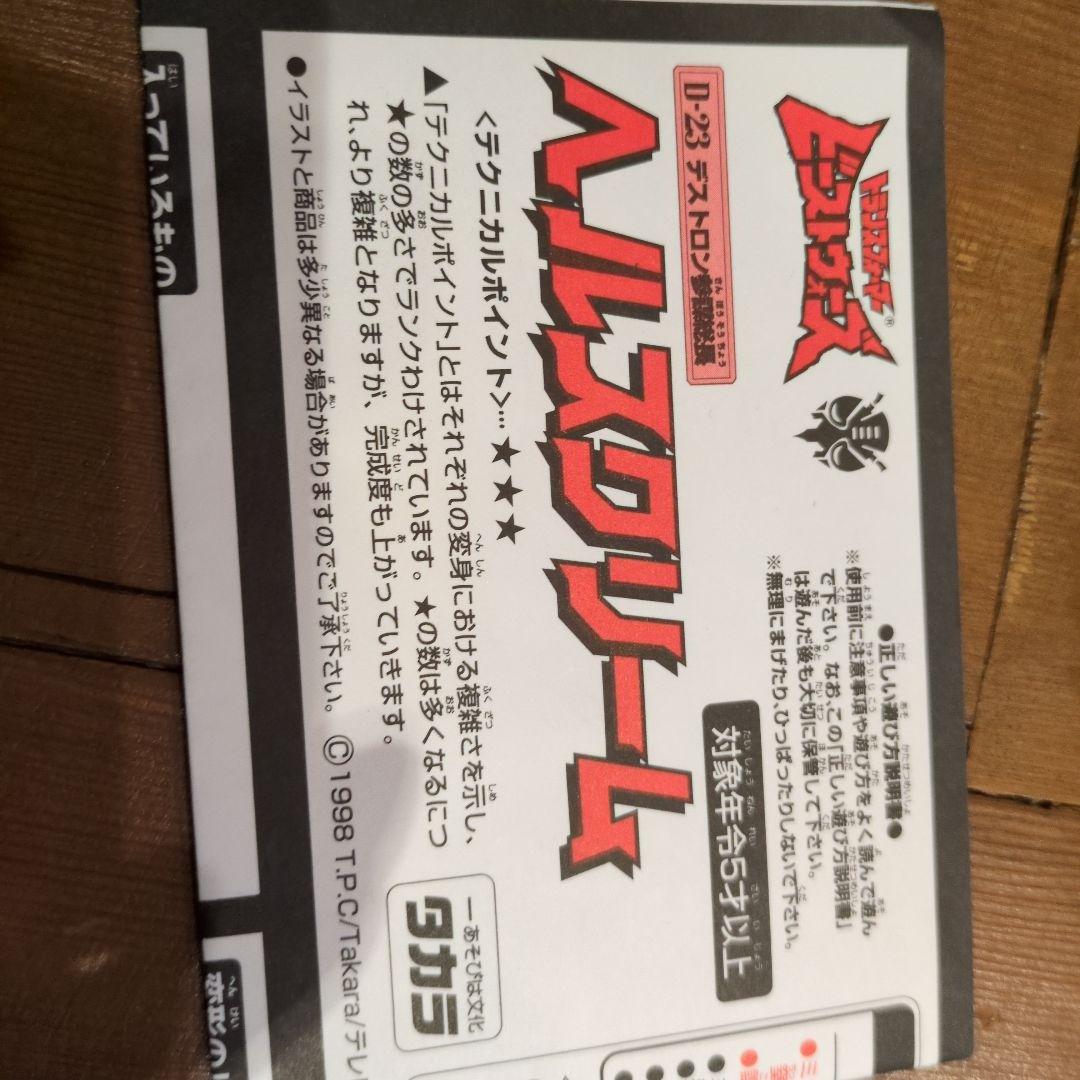 トランスフォーマー®
ビーストウォーズ
●正しい遊び方説明書●
※使用前に注意事項や遊び方をよく読んで遊んで下さい。なお、この「正しい遊び方説明書」は遊んだ後も大切に保管して下さい。
※無理にまげたり、ひっぱったりしないで下さい。
D-23 デストロン参謀総長
ヘルスクリーム
対象年令5才以上
<テクニカルポイント>…★★★
▲「テクニカルポイント」とはそれぞれの変身における複雑さを示し、
★の数の多さでランクわけされています。★の数は多くなるにつ
れ、より複雑となりますが、完成度も上がっていきます。
●イラストと商品は多少異なる場合がありますのでご了承下さい。
©1998 T.P.C/Takara/テレ
一あそびは文化
タカラ
入っているもの
変形の